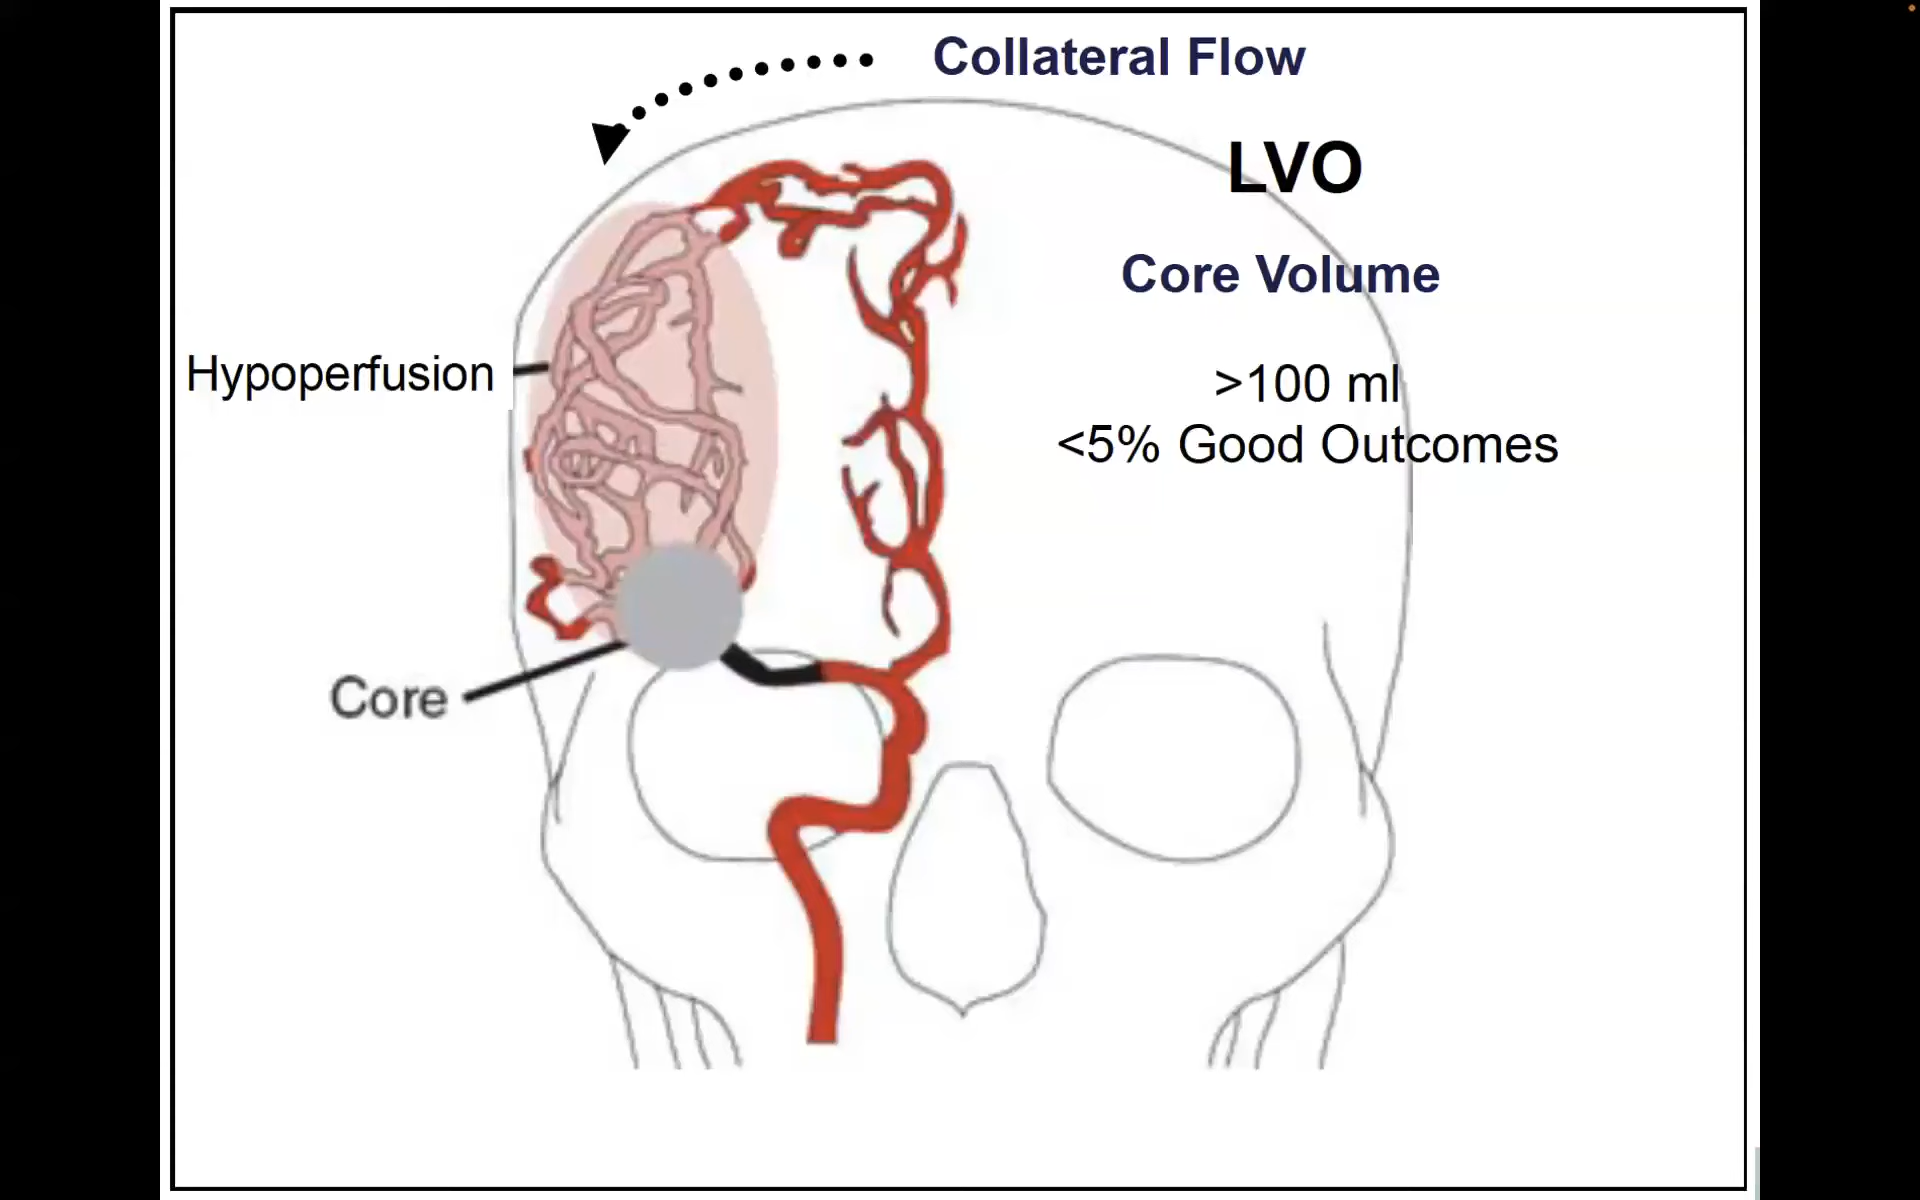 Collateral Flow
LVO
Core Volume
Hypoperfusion
>100 ml
<5% Good Outcomes
Core